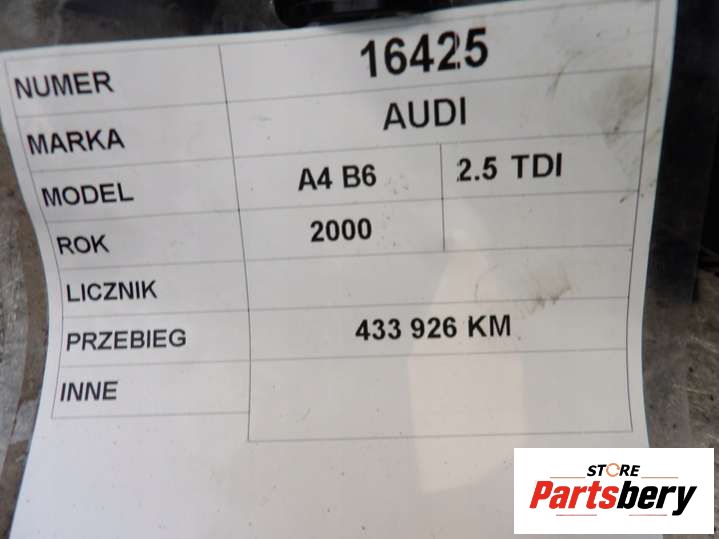 NUMER 16425
MARKA AUDI
MODEL A4 B6 2.5 TDI
ROK 2000
LICZNIK
PRZEBIEG 433 926 KM
INNE
STORE
Partsbery